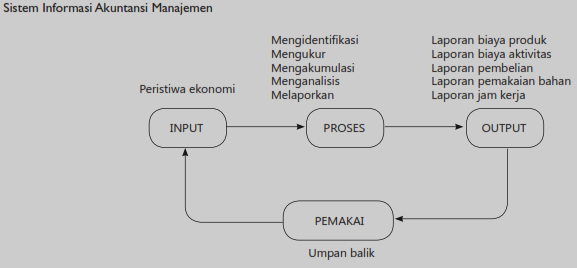 Sistem Informasi Akuntansi Manajemen
Peristiwa ekonomi
Mengidentifikasi
Mengukur
Mengakumulasi
Menganalisis
Melaporkan
Laporan biaya produk
Laporan biaya aktivitas
Laporan pembelian
Laporan pemakaian bahan
Laporan jam kerja
INPUT
PROSES
OUTPUT
PEMAKAI
Umpan balik